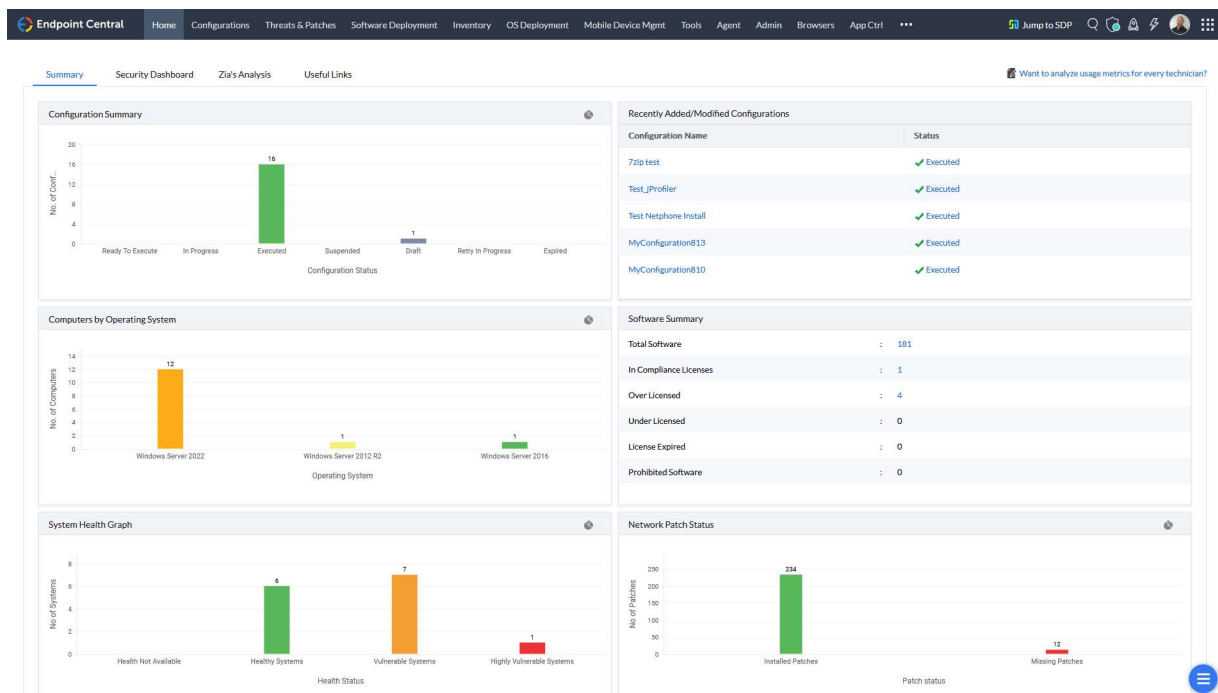 Endpoint Central Home Configurations Threats & Patches Software Deployment Inventory OS Deployment Mobile Device Mgmt Tools Agent Admin Browsers App Ctrl ••• Jump to SDP
Summary Security Dashboard Zia's Analysis Useful Links Want to analyze usage metrics for every technician?
Configuration Summary
20
16
12
8
4
0
No. of Conf..
16
1
Ready To Execute In Progress Executed Suspended Draft Retry In Progress Expired
Configuration Status
Recently Added/Modified Configurations
Configuration Name Status
7zip test Executed
Test_jProfiler Executed
Test Netphone Install Executed
MyConfiguration813 Executed
MyConfiguration810 Executed
Computers by Operating System
14
12
10
8
6
4
2
0
No. of Computers
12
1
1
Windows Server 2022 Windows Server 2012 R2 Windows Server 2016
Operating System
Software Summary
Total Software : 181
In Compliance Licenses : 1
Over Licensed : 4
Under Licensed : 0
License Expired : 0
Prohibited Software : 0
System Health Graph
8
6
4
2
0
No of Systems
6
7
1
Health Not Available Healthy Systems Vulnerable Systems Highly Vulnerable Systems
Health Status
Network Patch Status
250
200
150
100
50
0
No of Patches
234
12
Installed Patches Missing Patches
Patch status